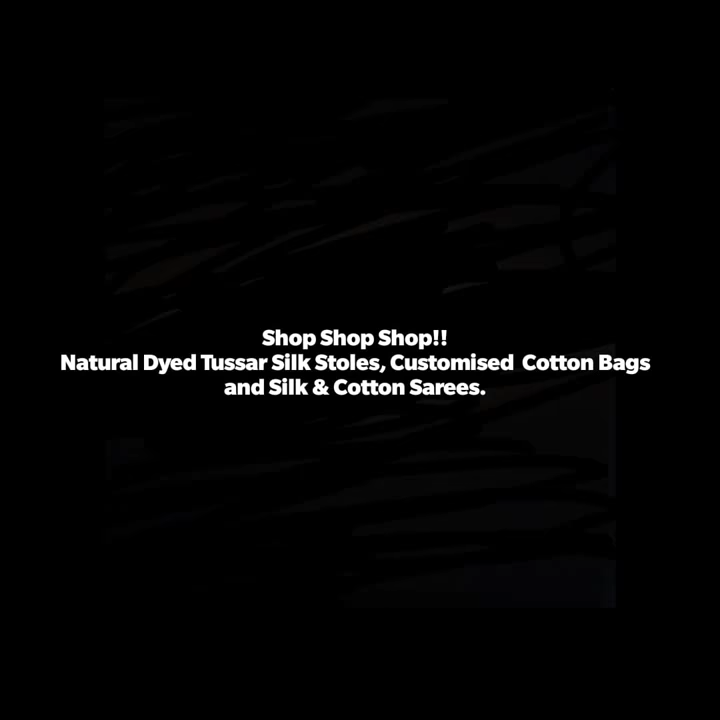 Shop Shop Shop!!
Natural Dyed Tussar Silk Stoles, Customised  Cotton Bags
and Silk & Cotton Sarees.